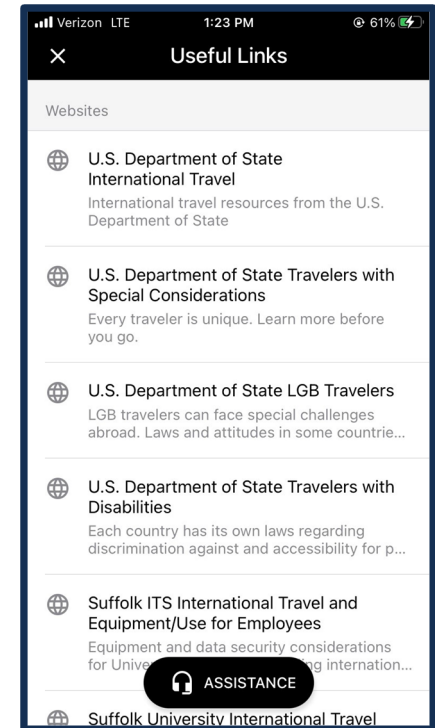 Verizon LTE 1:23 PM 61%
Useful Links
Websites
U.S. Department of State
International Travel
International travel resources from the U.S.
Department of State
U.S. Department of State Travelers with
Special Considerations
Every traveler is unique. Learn more before
you go.
U.S. Department of State LGB Travelers
LGB travelers can face special challenges
abroad. Laws and attitudes in some countrie...
U.S. Department of State Travelers with
Disabilities
Each country has its own laws regarding
discrimination against and accessibility for p...
Suffolk ITS International Travel and
Equipment/Use for Employees
Equipment and data security considerations
for internation...
ASSISTANCE
Suffolk University International Travel